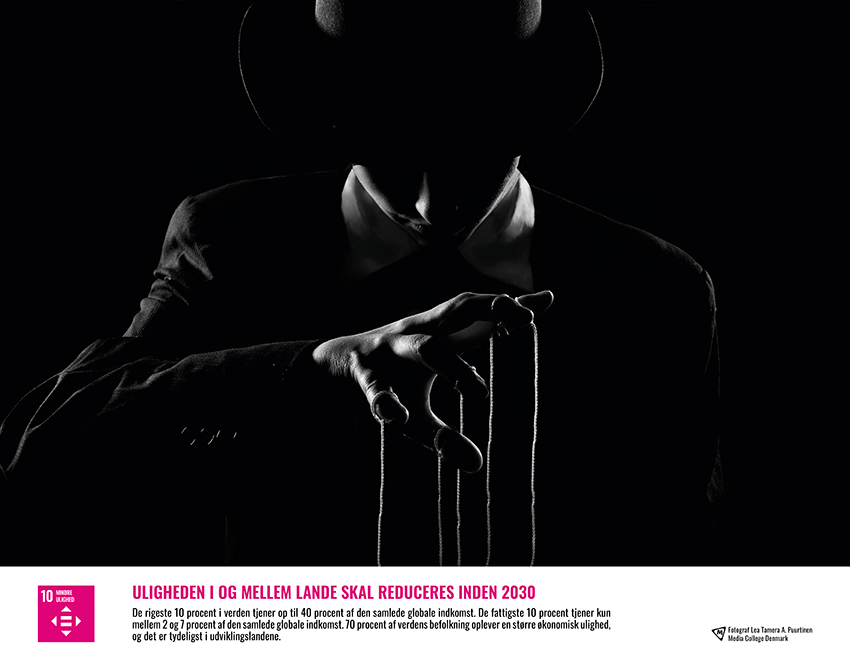 10 MINDRE
ULIGHED
ULIGHEDEN I OG MELLEM LANDE SKAL REDUCERES INDEN 2030
De rigeste 10 procent i verden tjener op til 40 procent af den samlede globale indkomst. De fattigste 10 procent tjener kun
mellem 2 og 7 procent af den samlede globale indkomst. 70 procent af verdens befolkning oplever en større økonomisk ulighed,
og det er tydeligst i udviklingslandene.
Fotograf Lea Tamera A. Puurtinen
Media College Denmark